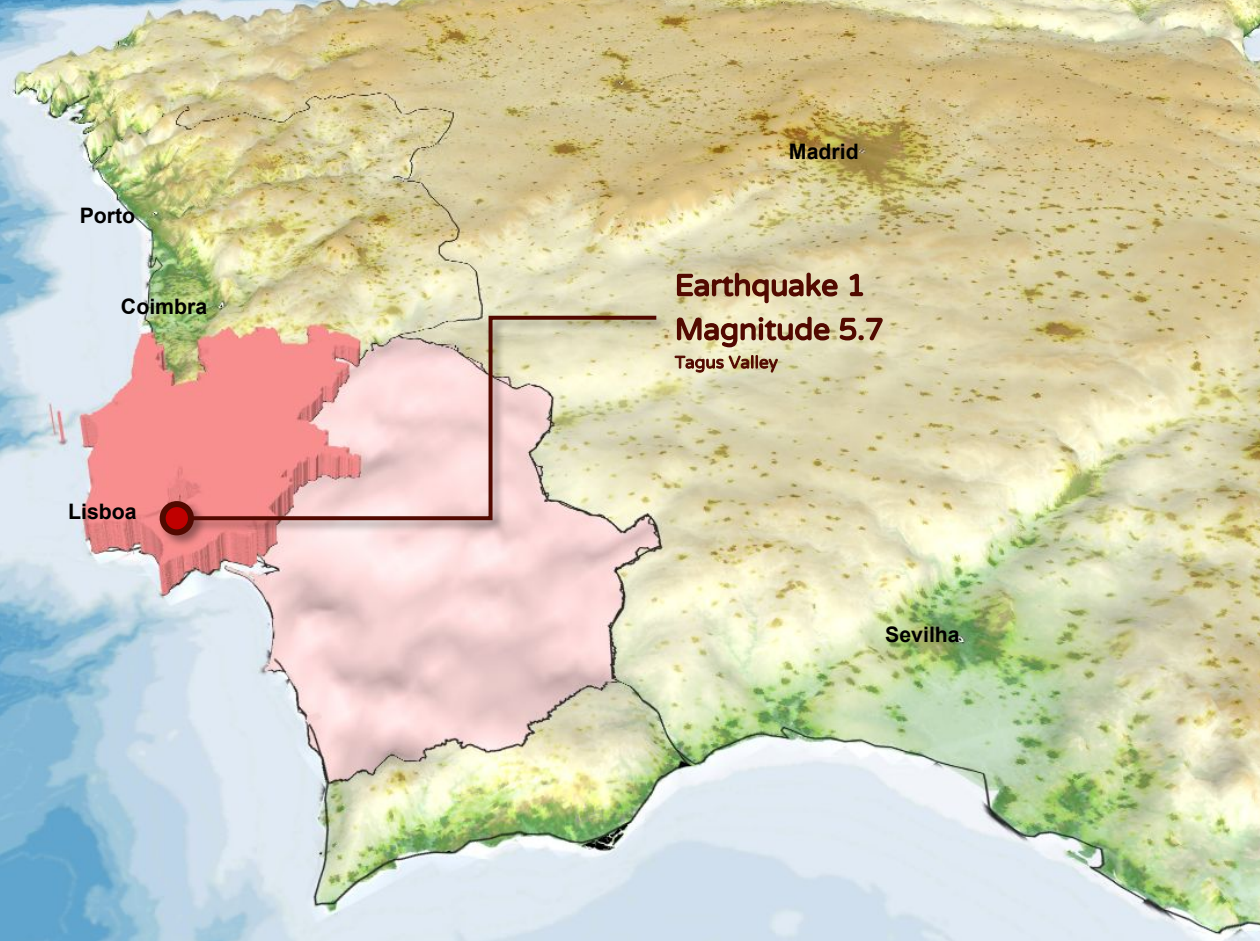 Madrid
Porto
Coimbra
Earthquake 1
Magnitude 5.7
Tagus Valley
Lisboa
Sevilha